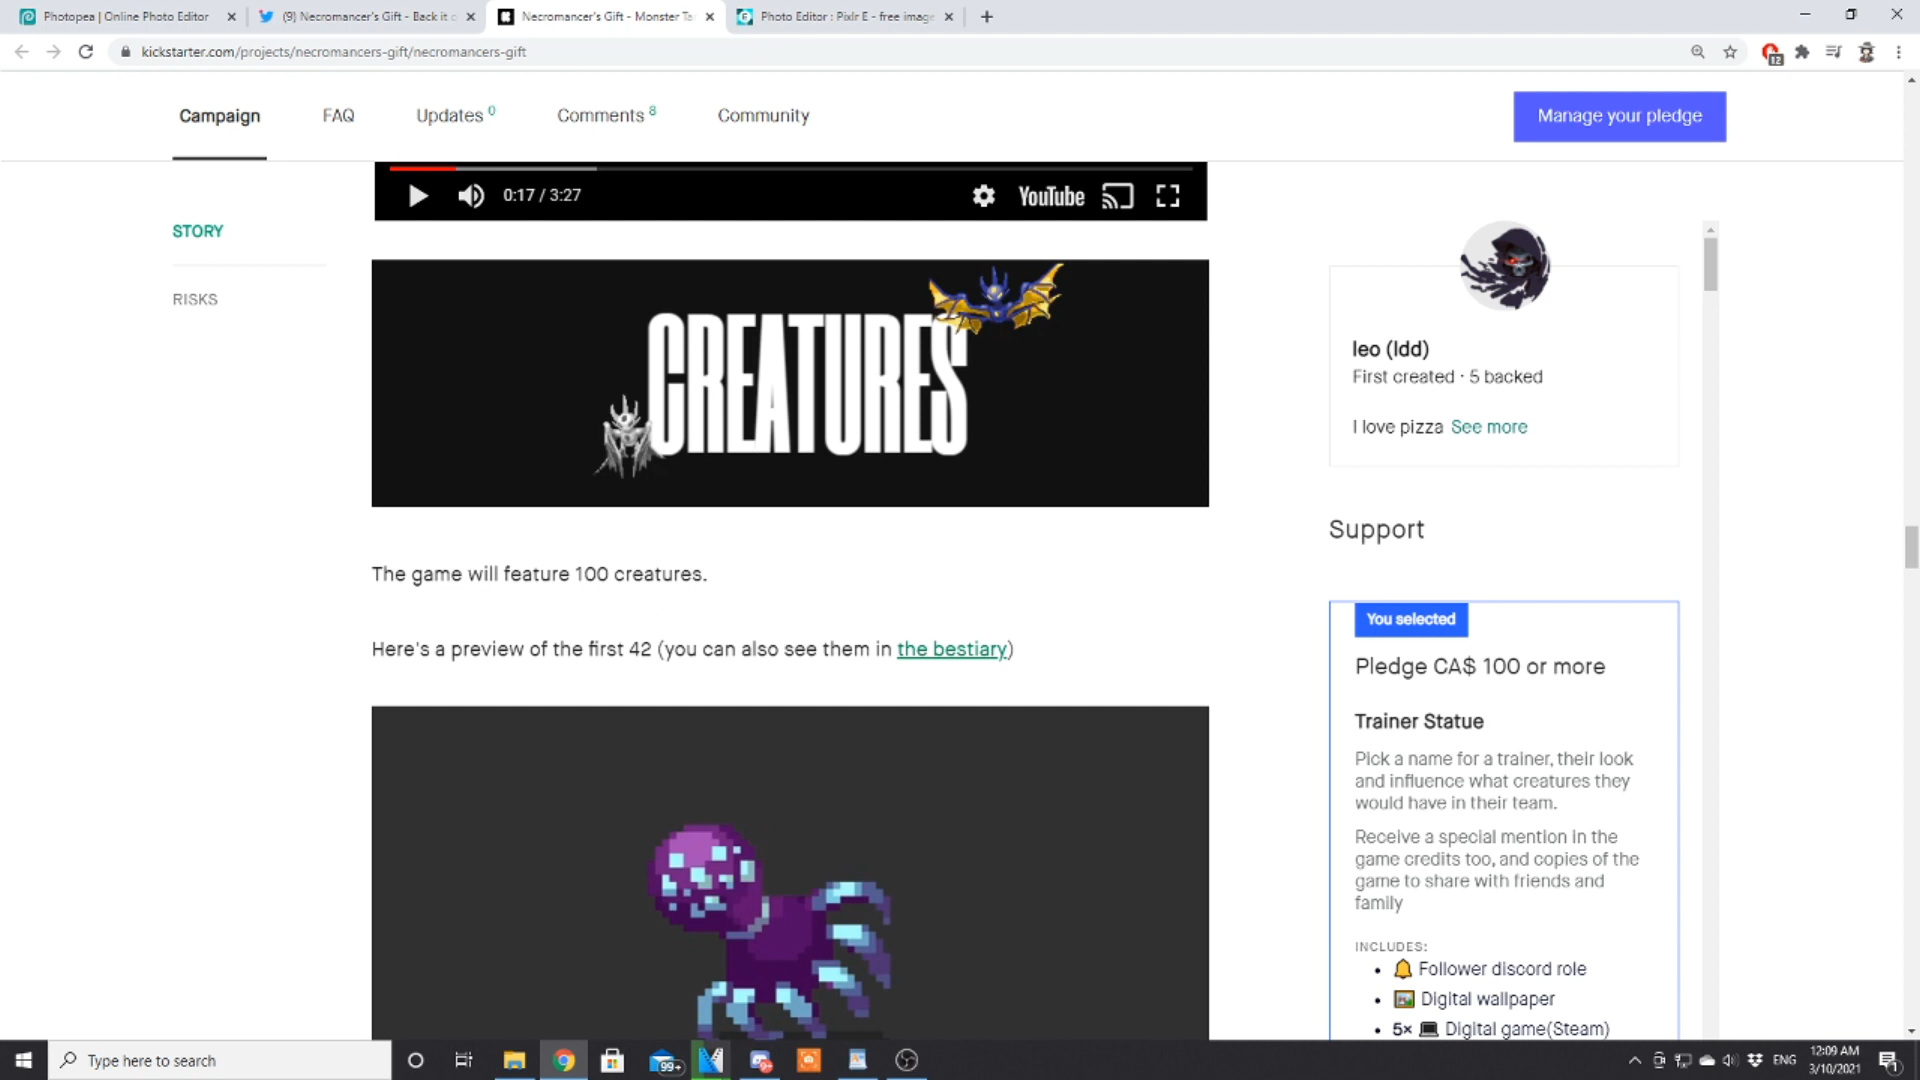 Photopea | Online Photo Editor
(9) Necromancer's Gift - Back it o
Necromancer's Gift - Monster Ta
Photo Editor : Pixlr E - free image
kickstarter.com/projects/necromancers-gift/necromancers-gift
12
Campaign
FAQ
Updates 0
Comments 8
Community
Manage your pledge
0:17 / 3:27
YouTube
STORY
RISKS
CREATURES
The game will feature 100 creatures.
Here's a preview of the first 42 (you can also see them in the bestiary)
leo (ldd)
First created · 5 backed
I love pizza See more
Support
You selected
Pledge CA$ 100 or more
Trainer Statue
Pick a name for a trainer, their look
and influence what creatures they
would have in their team.
Receive a special mention in the
game credits too, and copies of the
game to share with friends and
family
INCLUDES:
• 🔔 Follower discord role
• 🖼️ Digital wallpaper
• 5× 💻 Digital game(Steam)
Type here to search
99+
ENG
12:09 AM
3/10/2021
1